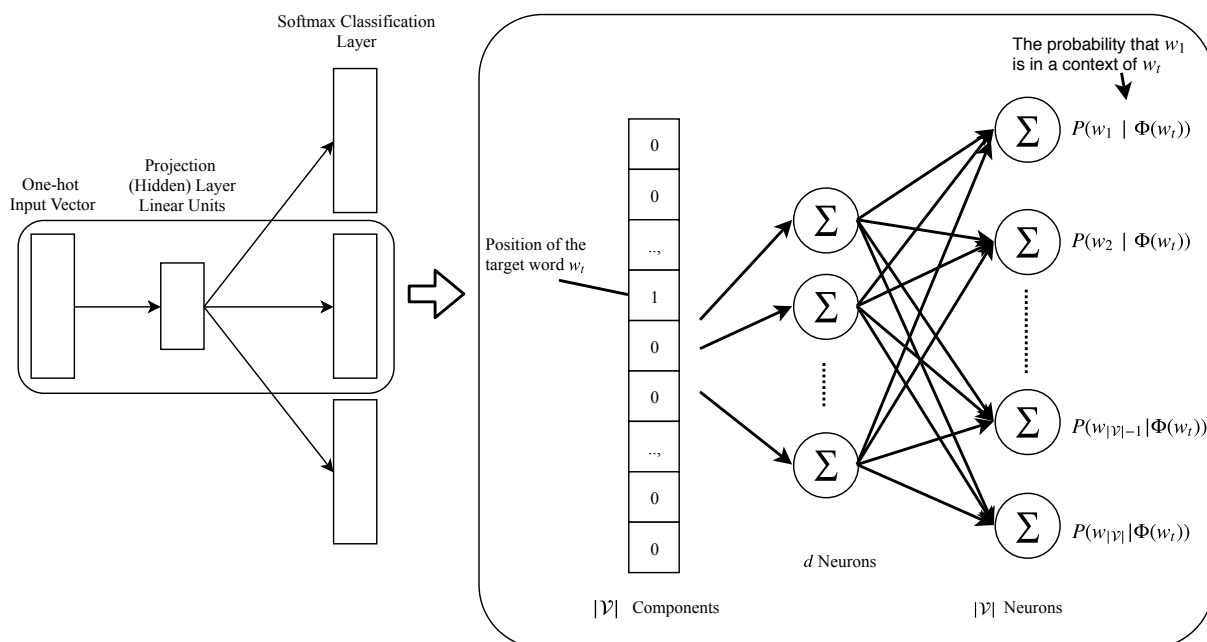 Softmax Classification
Layer
Projection
(Hidden) Layer
Linear Units
One-hot
Input Vector
The probability that w₁
is in a context of wₜ
Position of the
target word wₜ
0
0
..,
1
0
0
..,
0
0
Σ
Σ
Σ
Σ
Σ
Σ
Σ
P(w₁ | Φ(wₜ))
P(w₂ | Φ(wₜ))
P(w_{|𝒱|−1}|Φ(wₜ))
P(w_{|𝒱|}|Φ(wₜ))
d Neurons
|𝒱| Components
|𝒱| Neurons